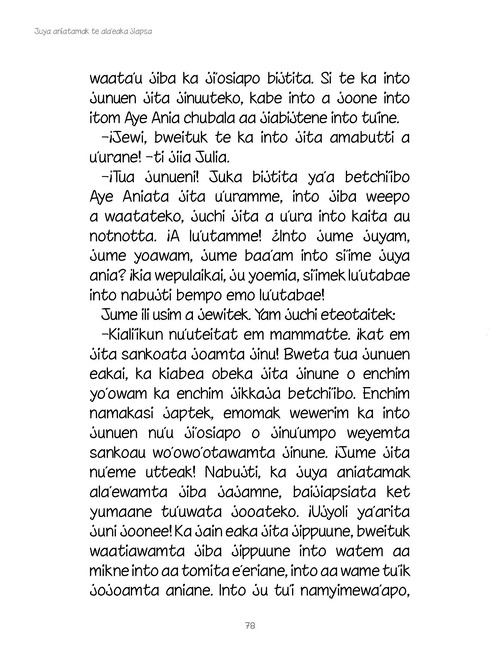 Juya aniatamak te ala'eaka jiapsa
waata'u jiba ka ji'osiapo bijtita. Si te ka into
junuen jita jinuuteko, kabe into a joone into
itom Aye Ania chubala aa jiabijtene into tu'ine.
–¡Jewi, bweituk te ka into jita amabutti a
u'urane! –ti jiia Julia.
–¡Tua junueni! Juka bijtita ya'a betchi'ibo
Aye Aniata jita u'uramme, into jiba weepo
a waatateko, juchi jita a u'ura into kaita au
notnotta. ¡A lu'utamme! ¿Into jume juyam,
jume yoawam, jume baa'am into si'ime juya
ania? ¡kia wepulaikai, ju yoemia, si'imek lu'utabae
into nabujti bempo emo lu'utabae!
Jume ili usim a jewitek. Yam juchi eteotaitek:
–Kialiikun nu'uteitat em mammatte. ¡kat em
jita sankoata joamta jinu! Bweta tua junuen
eakai, ka kiabea obeka jita jinune o enchim
yo'owam ka enchim jikkaja betchi'ibo. Enchim
namakasi japtek, emomak wewerim ka into
junuen nu'u ji'osiapo o jinu'umpo weyemta
sankoau wo'owo'otawamta jinune. ¡Jume jita
nu'eme utteak! Nabujti, ka juya aniatamak
ala'ewamta jiba jajamne, baijiapsiata ket
yumaane tu'uwata jooateko. ¡Ujyoli ya'arita
juni joonee! Ka jain eaka jita jippuune, bweituk
waatiawamta jiba jippuune into watem aa
mikne into aa tomita e'eriane, into aa wame tu'ik
jojoamta aniane. Into ju tu'i namyimewa'apo,
78